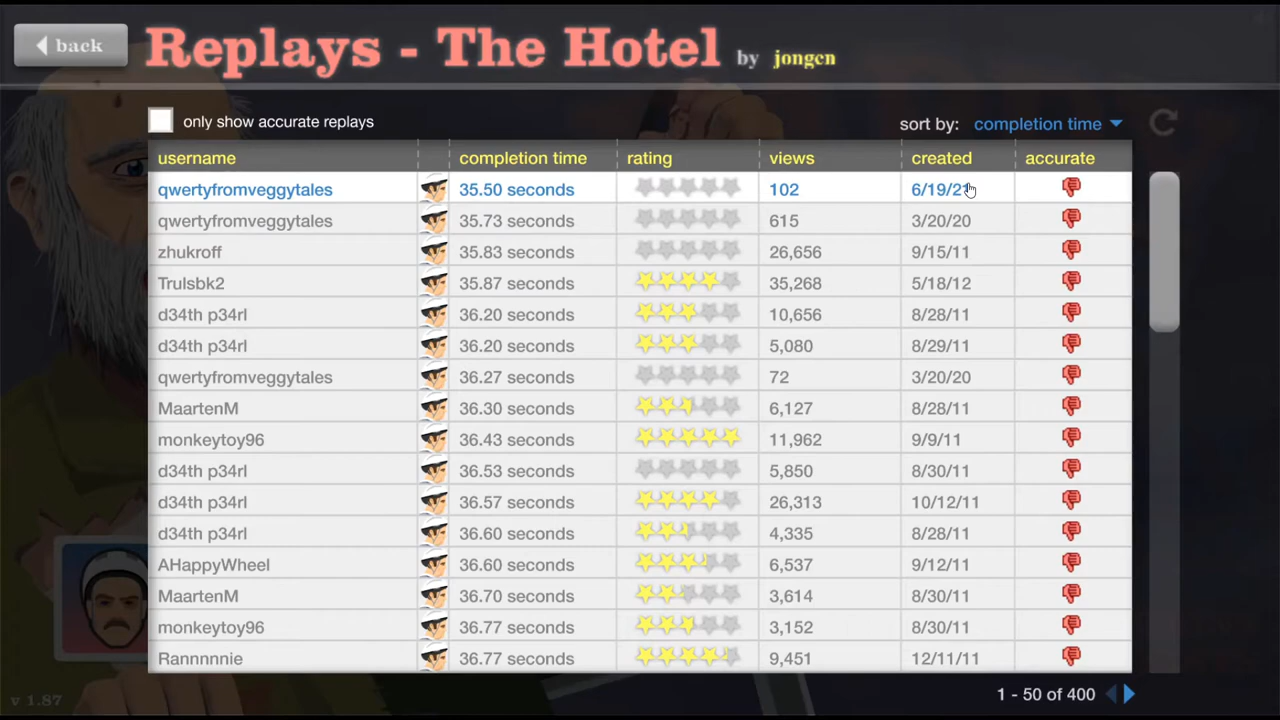 back Replays - The Hotel by jongcn
only show accurate replays sort by: completion time
username completion time rating views created accurate
qwertyfromveggytales 35.50 seconds 102
qwertyfromveggytales 35.73 seconds 615 3/20/20
zhukroff 35.83 seconds 26,656 9/15/11
Trulsbk2 35.87 seconds 35,268 5/18/12
d34th p34rl 36.20 seconds 10,656 8/28/11
d34th p34rl 36.20 seconds 5,080 8/29/11
qwertyfromveggytales 36.27 seconds 72 3/20/20
MaartenM 36.30 seconds 6,127 8/28/11
monkeytoy96 36.43 seconds 11,962 9/9/11
d34th p34rl 36.53 seconds 5,850 8/30/11
d34th p34rl 36.57 seconds 26,313 10/12/11
d34th p34rl 36.60 seconds 4,335 8/28/11
AHappyWheel 36.60 seconds 6,537 9/12/11
MaartenM 36.70 seconds 3,614 8/30/11
monkeytoy96 36.77 seconds 3,152 8/30/11
Rannnnnie 36.77 seconds 9,451 12/11/11
v 1.87 1 - 50 of 400